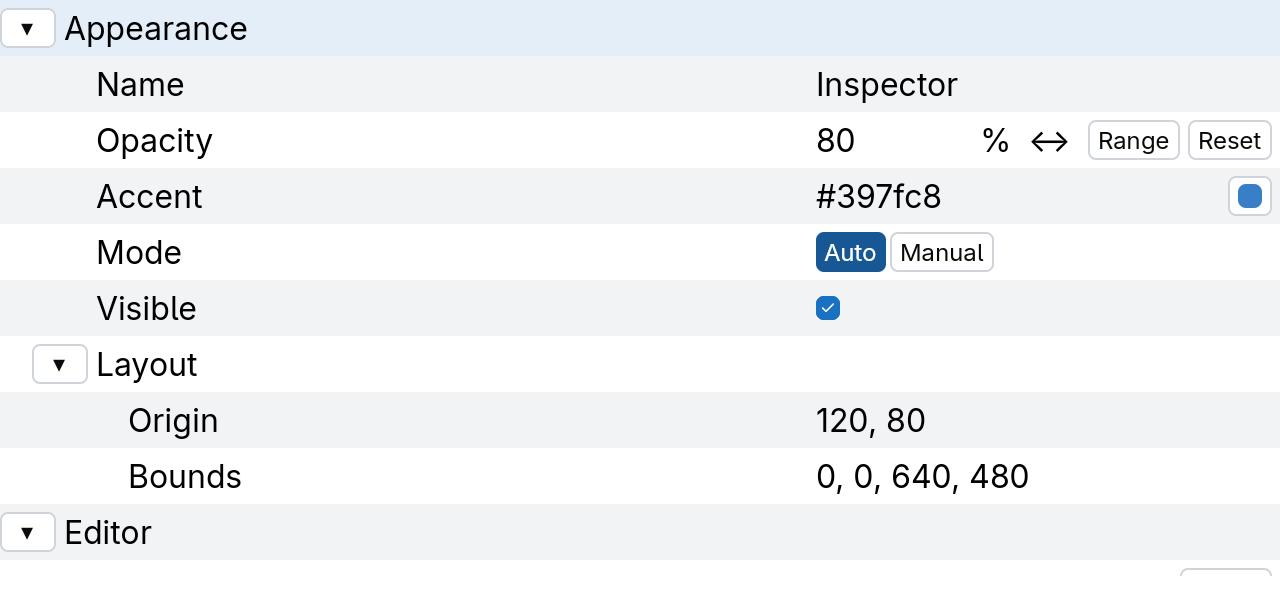 ▼ Appearance
Name Inspector
Opacity 80 % ↔ Range Reset
Accent #397fc8
Mode Auto Manual
Visible
▼ Layout
Origin 120, 80
Bounds 0, 0, 640, 480
▼ Editor